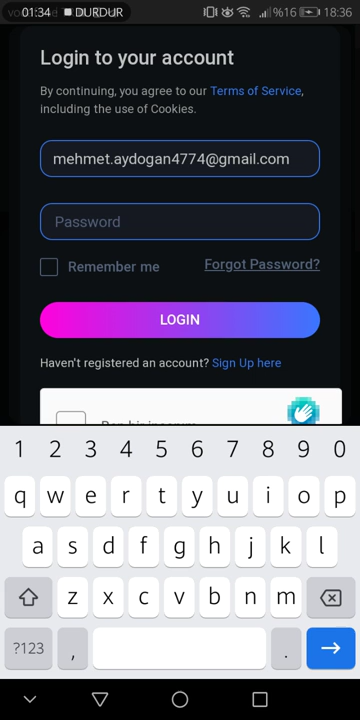 01:34 DURDUR %16 18:36
Login to your account
By continuing, you agree to our Terms of Service,
including the use of Cookies.
mehmet.aydogan4774@gmail.com
Password
Remember me Forgot Password?
LOGIN
Haven't registered an account? Sign Up here
1 2 3 4 5 6 7 8 9 0
q w e r t y u i o p
a s d f g h j k l
z x c v b n m
?123 , .